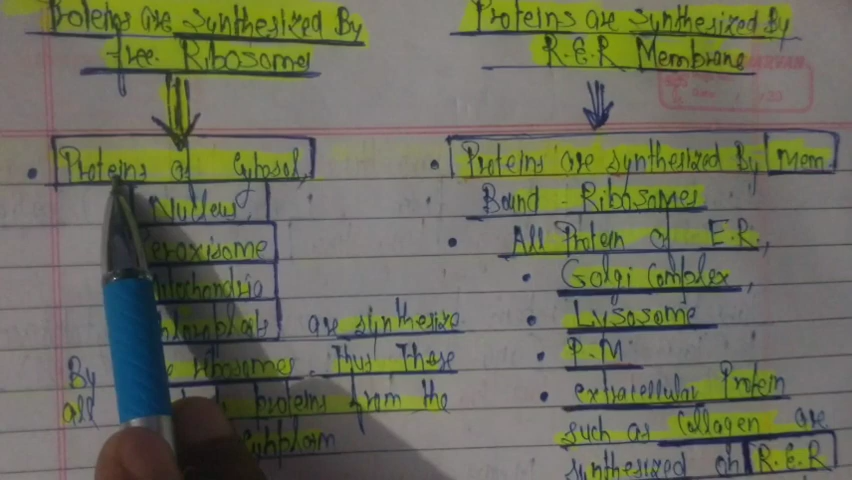 Proteins are synthesized By
free Ribosomes
Proteins of Cytosol,
Nucleus,
are synthesize
By Ribosomes. Thus These
all proteins from the
Proteins are synthesized By
R.E.R Membrane
Proteins are synthesized By Mem.
Bound - Ribosomes
All Protein of E.R,
Golgi Complex,
Lysosome
P.M
extracellular Protein
such as Collagen are
synthesized on R.E.R